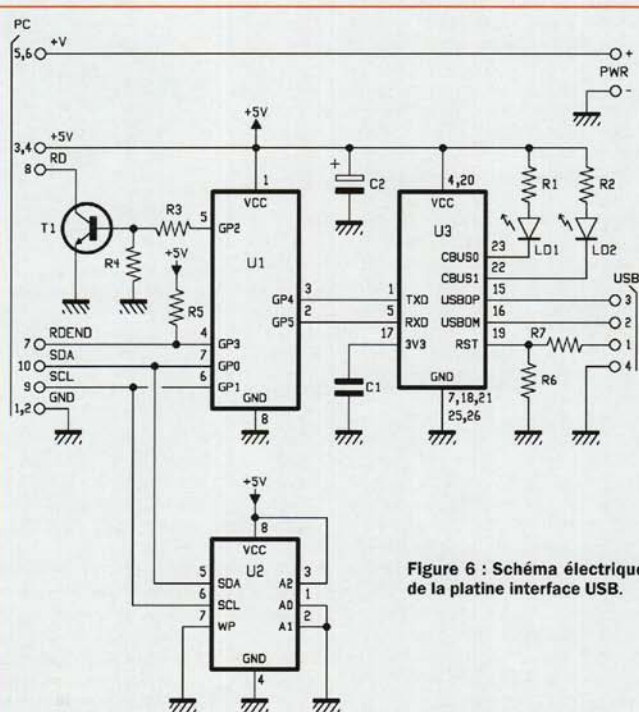 PC
5,6 +V
+
PWR
-
3,4 +5V
+5V
8 RD
1
VCC
+
C2
4,20
VCC
R1
R2
T1
R3
5
GP2
U1
U3
CBUS0
23
LD1
LD2
R4
+5V
CBUS1
22
USB
R5
GP4
3
1
TXD
USBOP
15
3
GP5
2
5
RXD
USBOM
16
2
7 RDEND
4
GP3
17
3V3
RST
19
R7
1
10 SDA
7
GP0
4
9 SCL
6
GP1
C1
R6
1,2 GND
GND
8
GND
7,18,21
25,26
+5V
8
VCC
U2
5
SDA
A2
3
6
SCL
A0
1
7
WP
A1
2
GND
4
Figure 6 : Schéma électrique
de la platine interface USB.